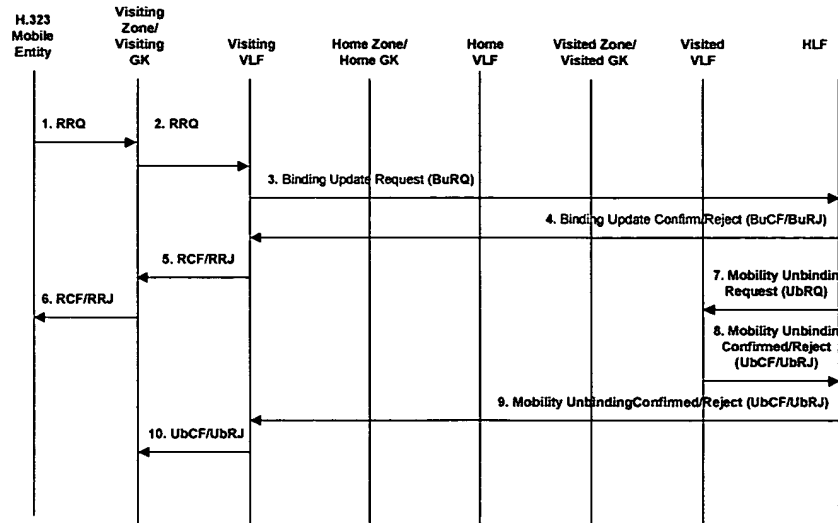 H.323
Mobile
Entity
Visiting
Zone/
Visiting
GK
Visiting
VLF
Home Zone/
Home GK
Home
VLF
Visited Zone/
Visited GK
Visited
VLF
HLF
1. RRQ
2. RRQ
3. Binding Update Request (BuRQ)
4. Binding Update Confirm/Reject (BuCF/BuRJ)
5. RCF/RRJ
6. RCF/RRJ
7. Mobility Unbinding
Request (UbRQ)
8. Mobility Unbinding
Confirmed/Reject
(UbCF/UbRJ)
9. Mobility UnbindingConfirmed/Reject (UbCF/UbRJ)
10. UbCF/UbRJ